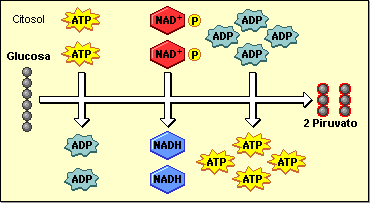 Citosol
ATP
NAD+
P
ADP
ADP
ADP
ADP
Glucosa
ATP
NAD+
P
2 Piruvato
ADP
NADH
ATP
ATP
ATP
ATP
ADP
NADH